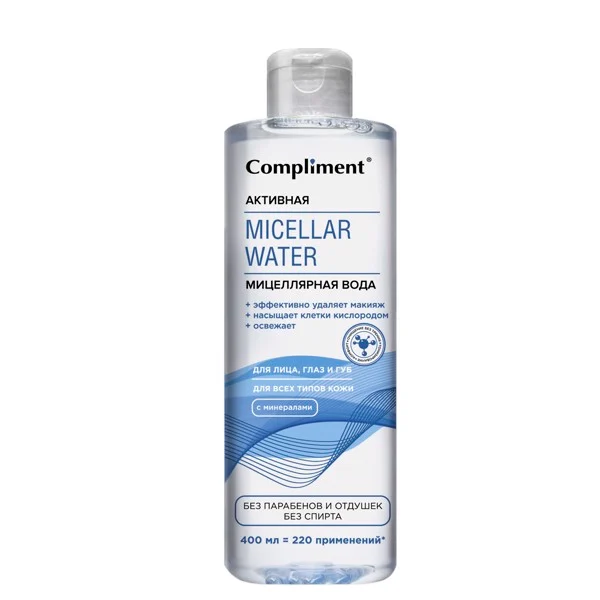 Compliment®
АКТИВНАЯ
MICELLAR
WATER
МИЦЕЛЛЯРНАЯ ВОДА
+ эффективно удаляет макияж
+ насыщает клетки кислородом
+ освежает
ДЛЯ ЛИЦА, ГЛАЗ И ГУБ
ДЛЯ ВСЕХ ТИПОВ КОЖИ
с минералами
БЕЗ ПАРАБЕНОВ И ОТДУШЕК
БЕЗ СПИРТА
400 мл = 220 применений*